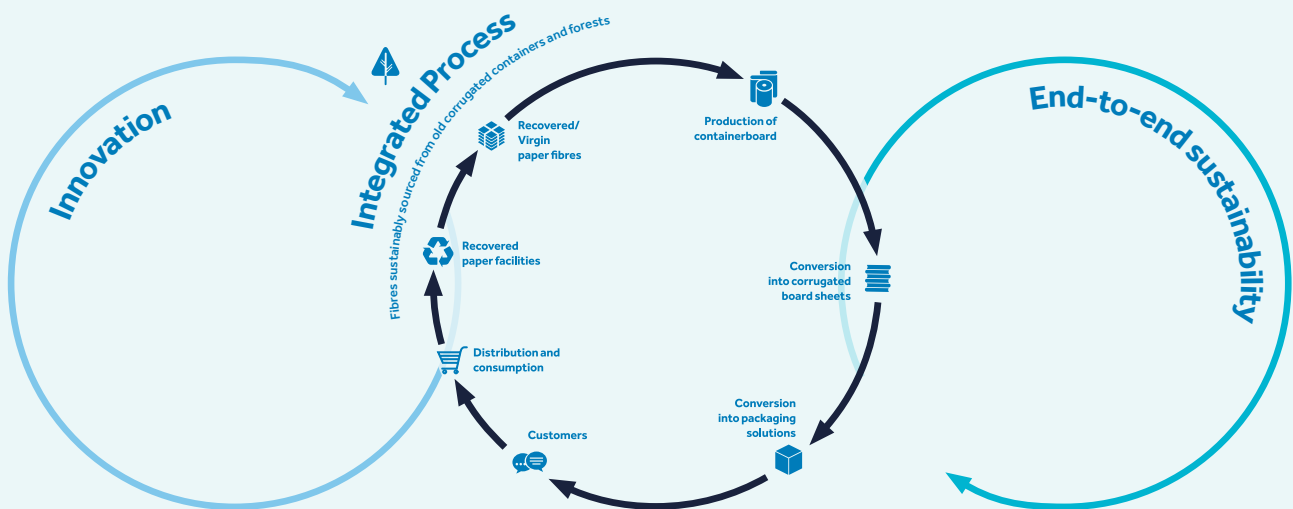 Innovation
Integrated Process
Fibres sustainably sourced from old corrugated containers and forests
Recovered/
Virgin
paper fibres
Production of
containerboard
Conversion
into corrugated
board sheets
Conversion
into packaging
solutions
Customers
Distribution and
consumption
Recovered
paper facilities
End-to-end sustainability